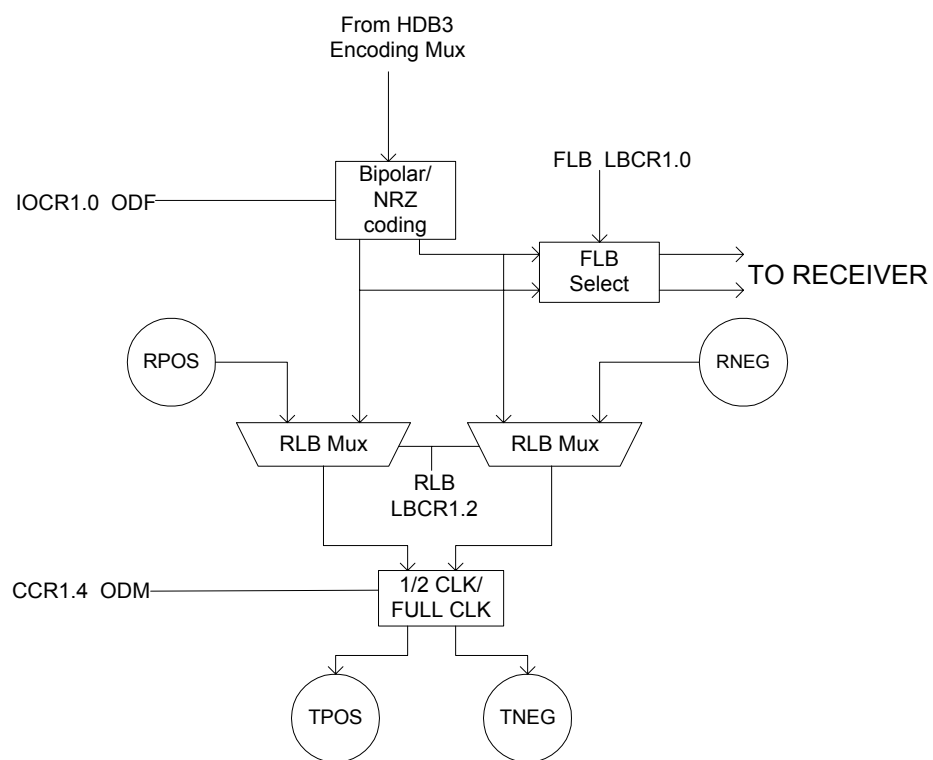 From HDB3
Encoding Mux
FLB LBCR1.0
Bipolar/
NRZ
coding
IOCR1.0 ODF
FLB
Select
TO RECEIVER
RPOS
RNEG
RLB Mux
RLB Mux
RLB
LBCR1.2
1/2 CLK/
FULL CLK
CCR1.4 ODM
TPOS
TNEG